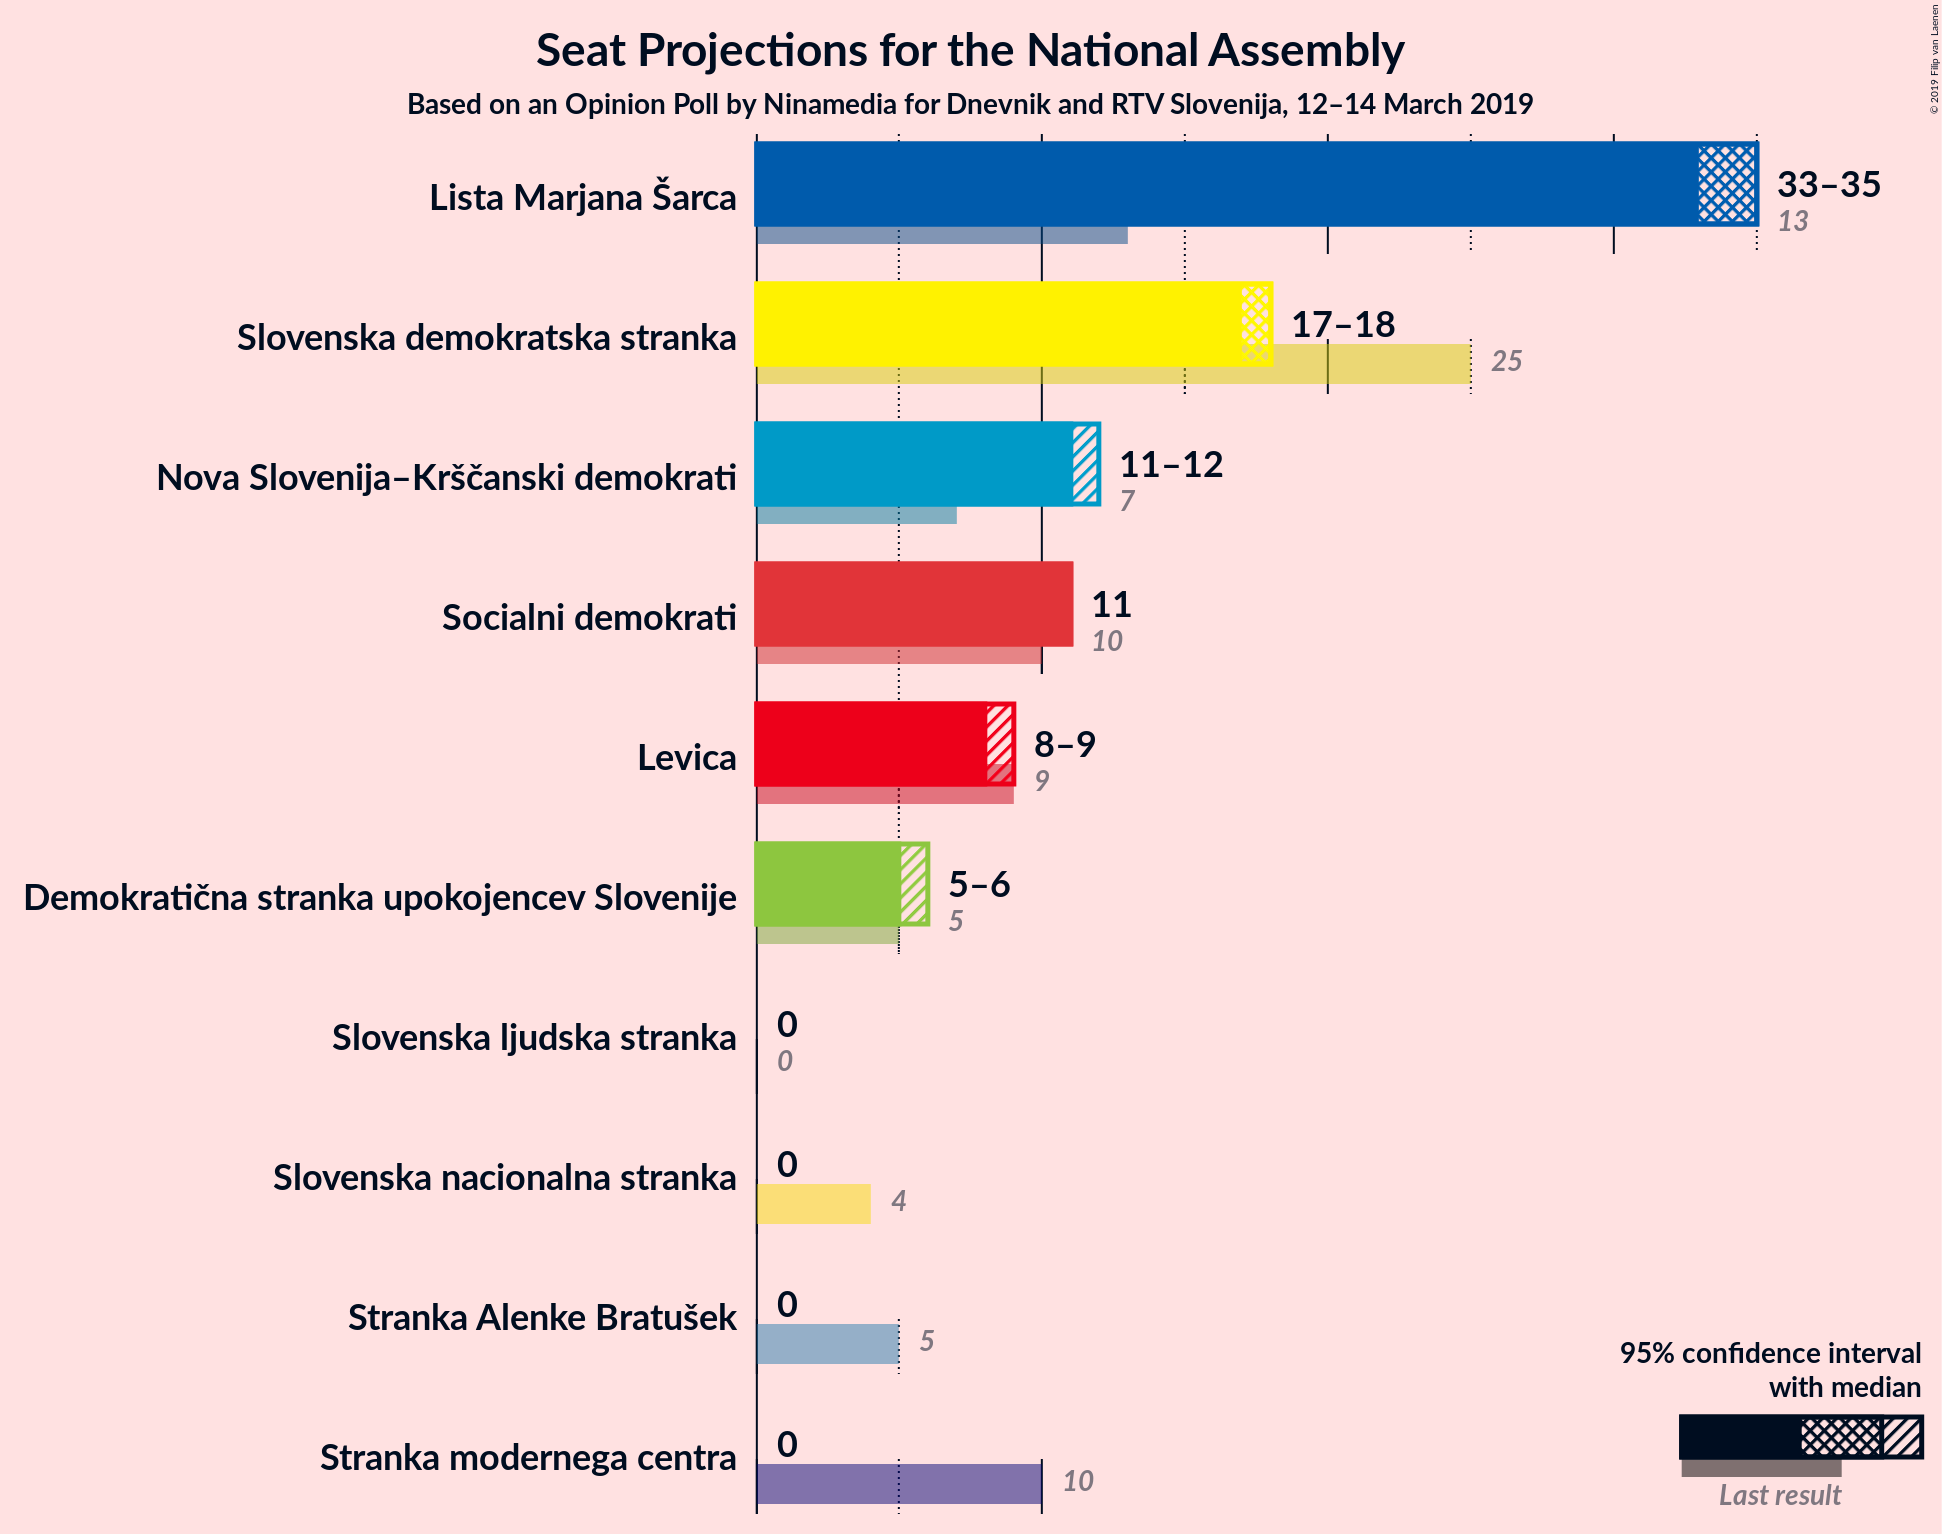 Seat Projections for the National Assembly
Based on an Opinion Poll by Ninamedia for Dnevnik and RTV Slovenija, 12–14 March 2019
© 2019 Filip van Laenen
Lista Marjana Šarca
33–35
13
Slovenska demokratska stranka
17–18
25
Nova Slovenija–Krščanski demokrati
11–12
7
Socialni demokrati
11
10
Levica
8–9
9
Demokratična stranka upokojencev Slovenije
5–6
5
Slovenska ljudska stranka
0
0
Slovenska nacionalna stranka
0
4
Stranka Alenke Bratušek
0
5
Stranka modernega centra
0
10
95% confidence interval
with median
Last result